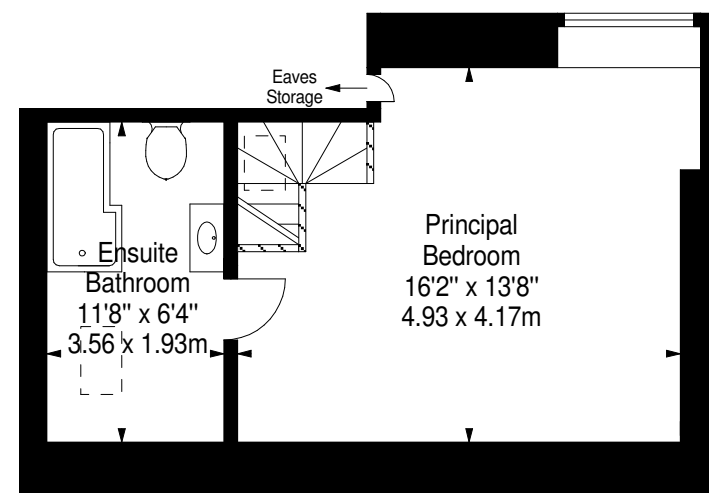 Eaves
Storage
Principal
Bedroom
16'2" x 13'8"
4.93 x 4.17m
Ensuite
Bathroom
11'8" x 6'4"
3.56 x 1.93m